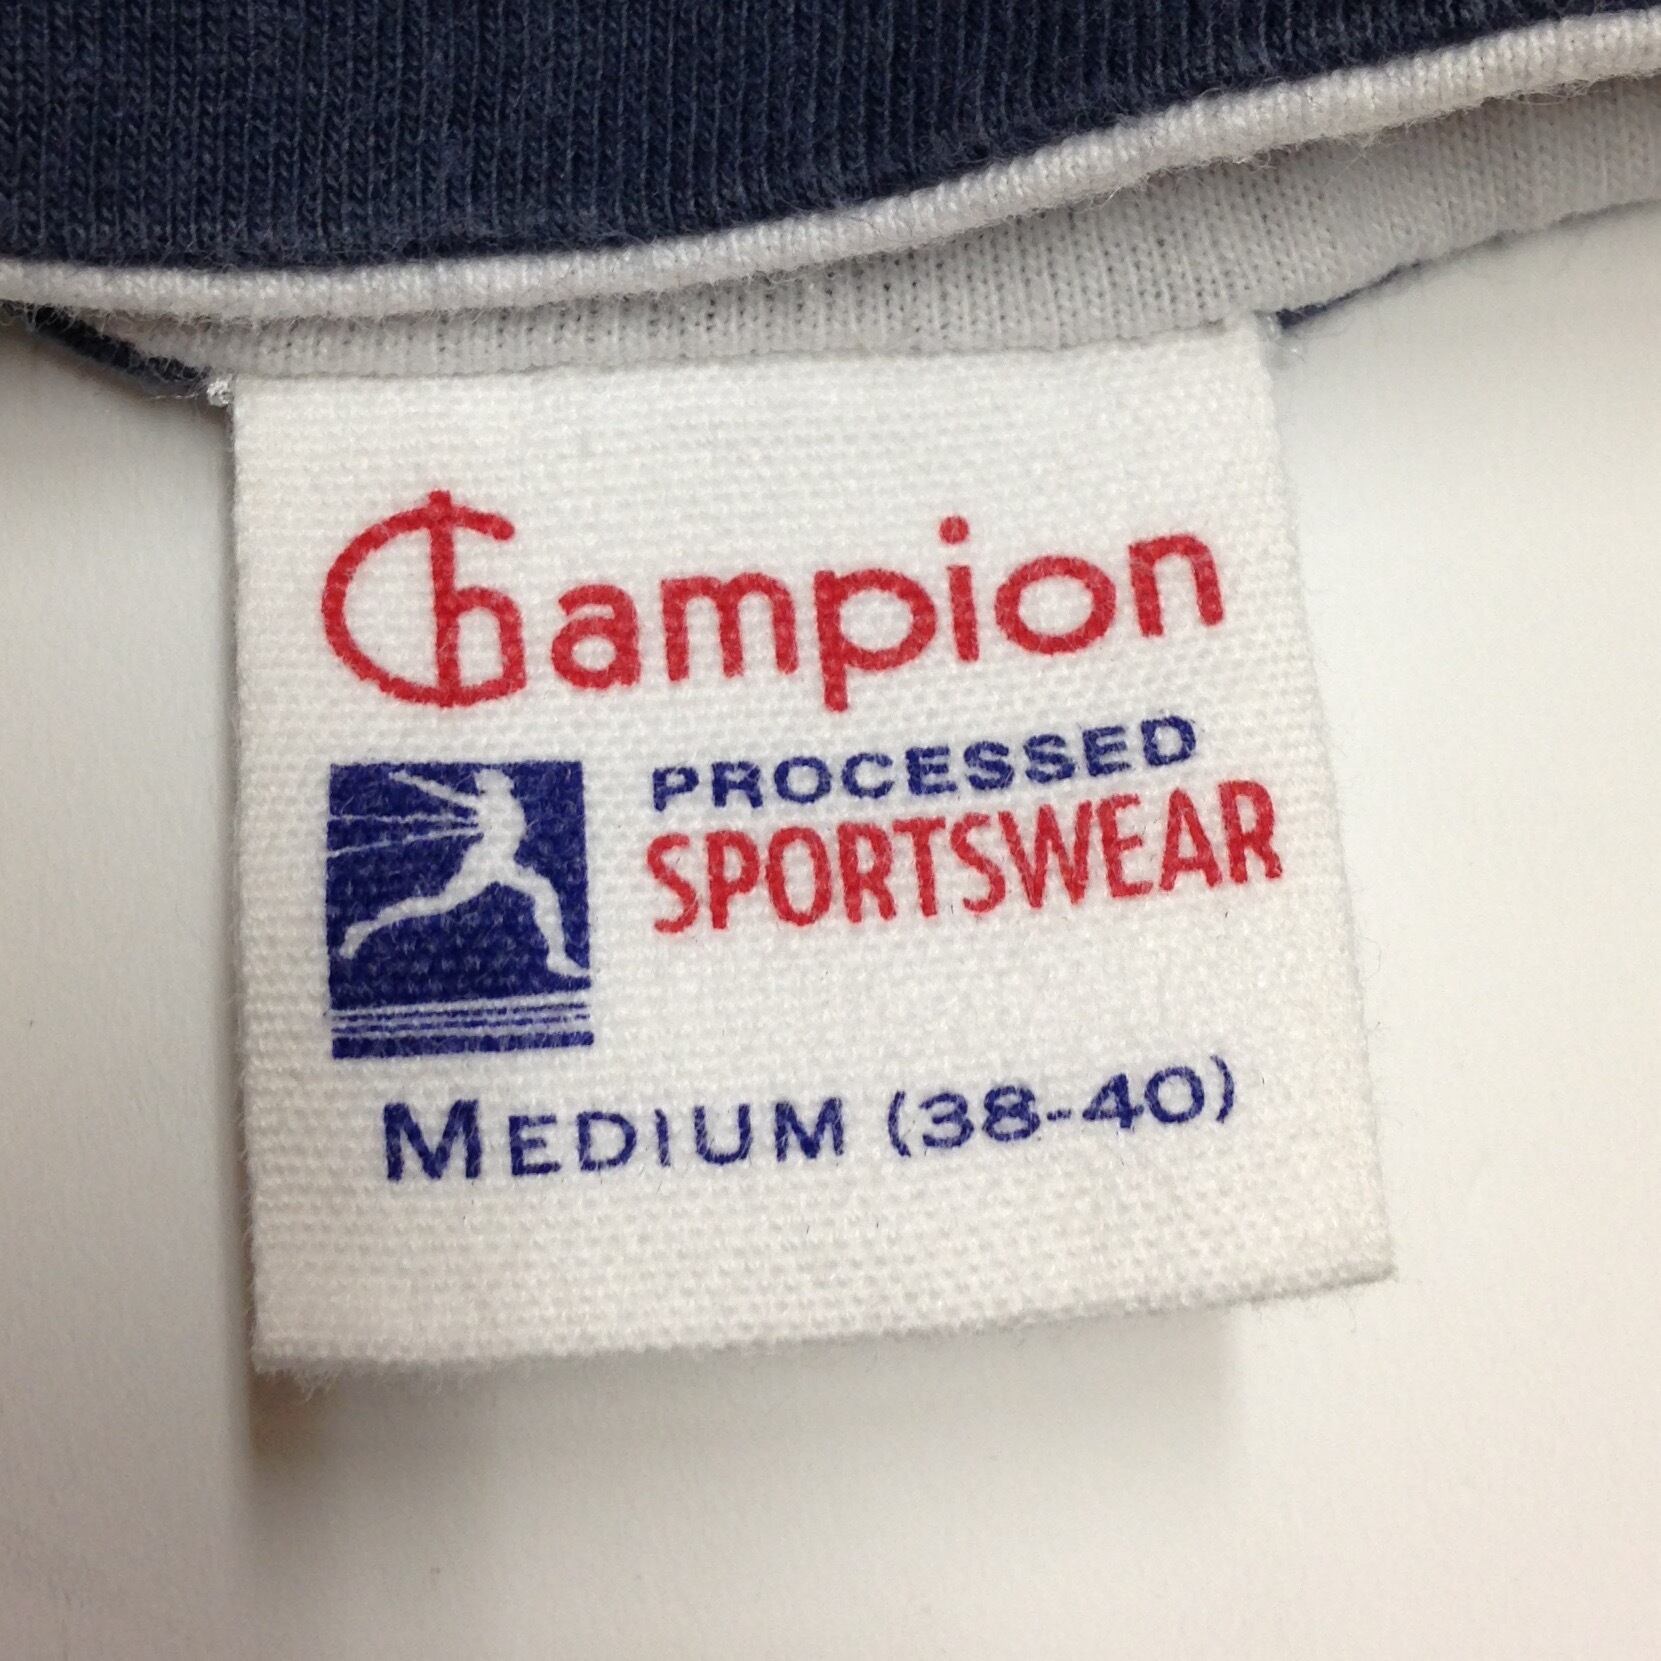 Champion
PROCESSED
SPORTSWEAR
MEDIUM (38-40)